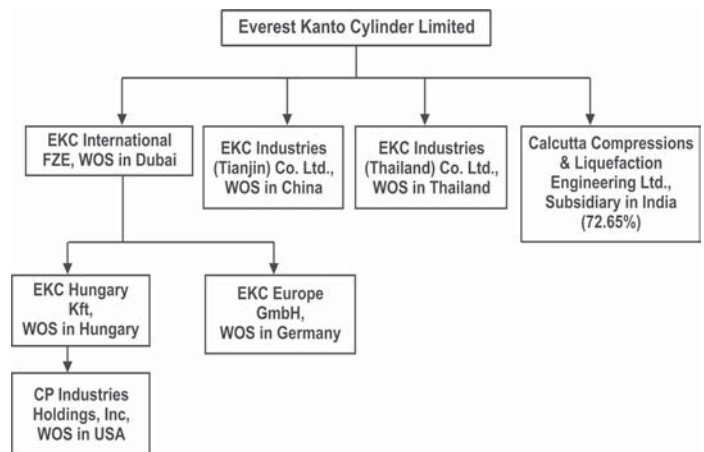 Everest Kanto Cylinder Limited
EKC International
FZE, WOS in Dubai
EKC Industries
(Tianjin) Co. Ltd.,
WOS in China
EKC Industries
(Thailand) Co. Ltd.,
WOS in Thailand
Calcutta Compressions
& Liquefaction
Engineering Ltd.,
Subsidiary in India
(72.65%)
EKC Hungary
Kft,
WOS in Hungary
EKC Europe
GmbH,
WOS in Germany
CP Industries
Holdings, Inc,
WOS in USA